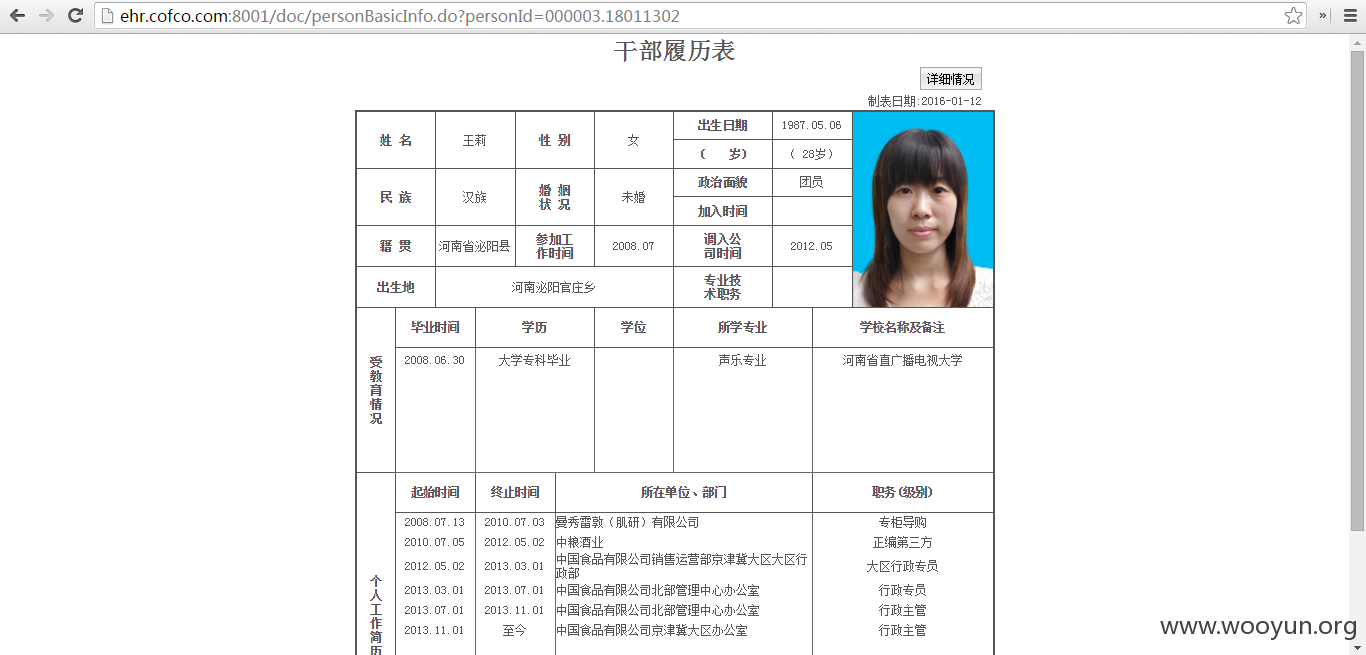 ehr.cofco.com:8001/doc/personBasicInfo.do?personId=000003.18011302
干部履历表
详细情况
制表日期:2016-01-12
姓 名 王莉 性 别 女 出生日期 1987.05.06
( 岁) ( 28岁)
民 族 汉族 婚 姻 状 况 未婚 政治面貌 团员
加入时间
籍 贯 河南省泌阳县 参加工作时间 2008.07 调入公司时间 2012.05
出生地 河南泌阳官庄乡 专业技术职务
受教育情况
毕业时间 学历 学位 所学专业 学校名称及备注
2008.06.30 大学专科毕业 声乐专业 河南省直广播电视大学
个人工作简历
起始时间 终止时间 所在单位、部门 职务(级别)
2008.07.13 2010.07.03 曼秀雷敦(肌研)有限公司 专柜导购
2010.07.05 2012.05.02 中粮酒业 正编第三方
2012.05.02 2013.03.01 中国食品有限公司销售运营部京津冀大区大区行政部 大区行政专员
2013.03.01 2013.07.01 中国食品有限公司北部管理中心办公室 行政专员
2013.07.01 2013.11.01 中国食品有限公司北部管理中心办公室 行政主管
2013.11.01 至今 中国食品有限公司京津冀大区办公室 行政主管
www.wooyun.org